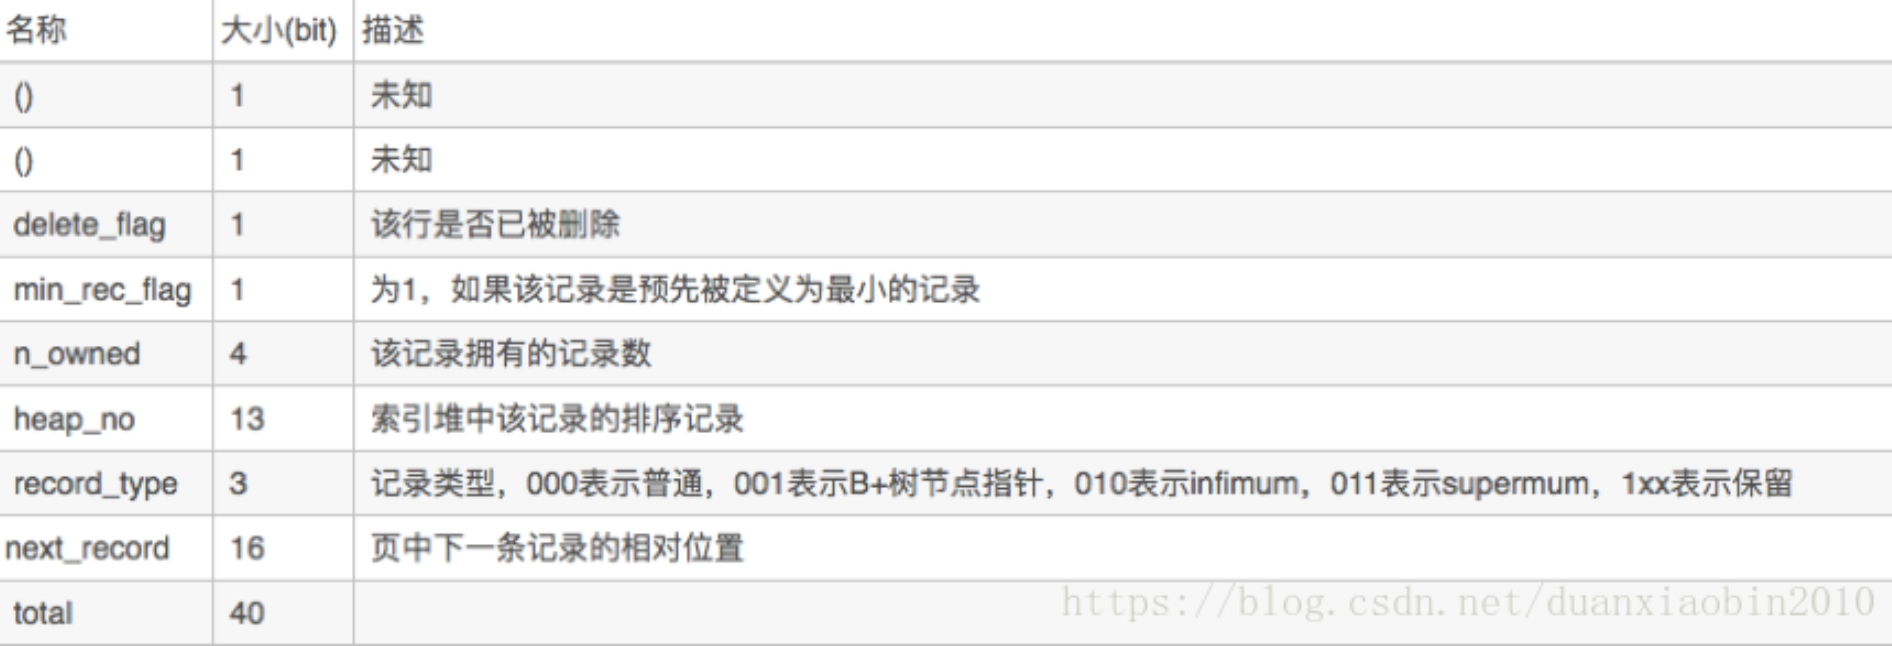 名称 大小(bit) 描述
() 1 未知
() 1 未知
delete_flag 1 该行是否已被删除
min_rec_flag 1 为1，如果该记录是预先被定义为最小的记录
n_owned 4 该记录拥有的记录数
heap_no 13 索引堆中该记录的排序记录
record_type 3 记录类型，000表示普通，001表示B+树节点指针，010表示infimum，011表示supermum，1xx表示保留
next_record 16 页中下一条记录的相对位置
total 40
https://blog.csdn.net/duanxiaobin2010